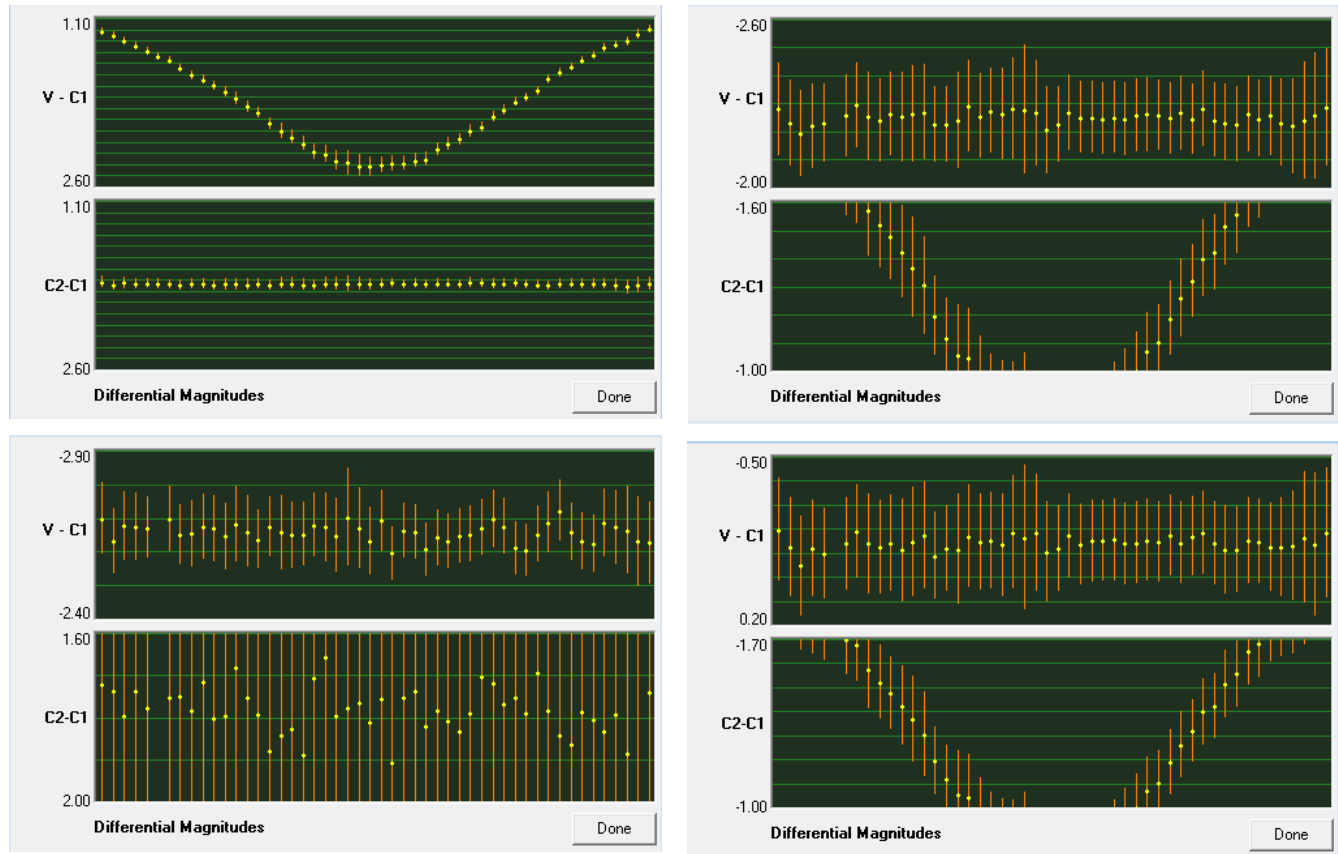 1.10
V - C1
2.60
1.10
C2-C1
2.60
Differential Magnitudes
Done
-2.60
V - C1
-2.00
-1.60
C2-C1
-1.00
Differential Magnitudes
Done
-2.90
V - C1
-2.40
1.60
C2-C1
2.00
Differential Magnitudes
Done
-0.50
V - C1
0.20
-1.70
C2-C1
-1.00
Differential Magnitudes
Done